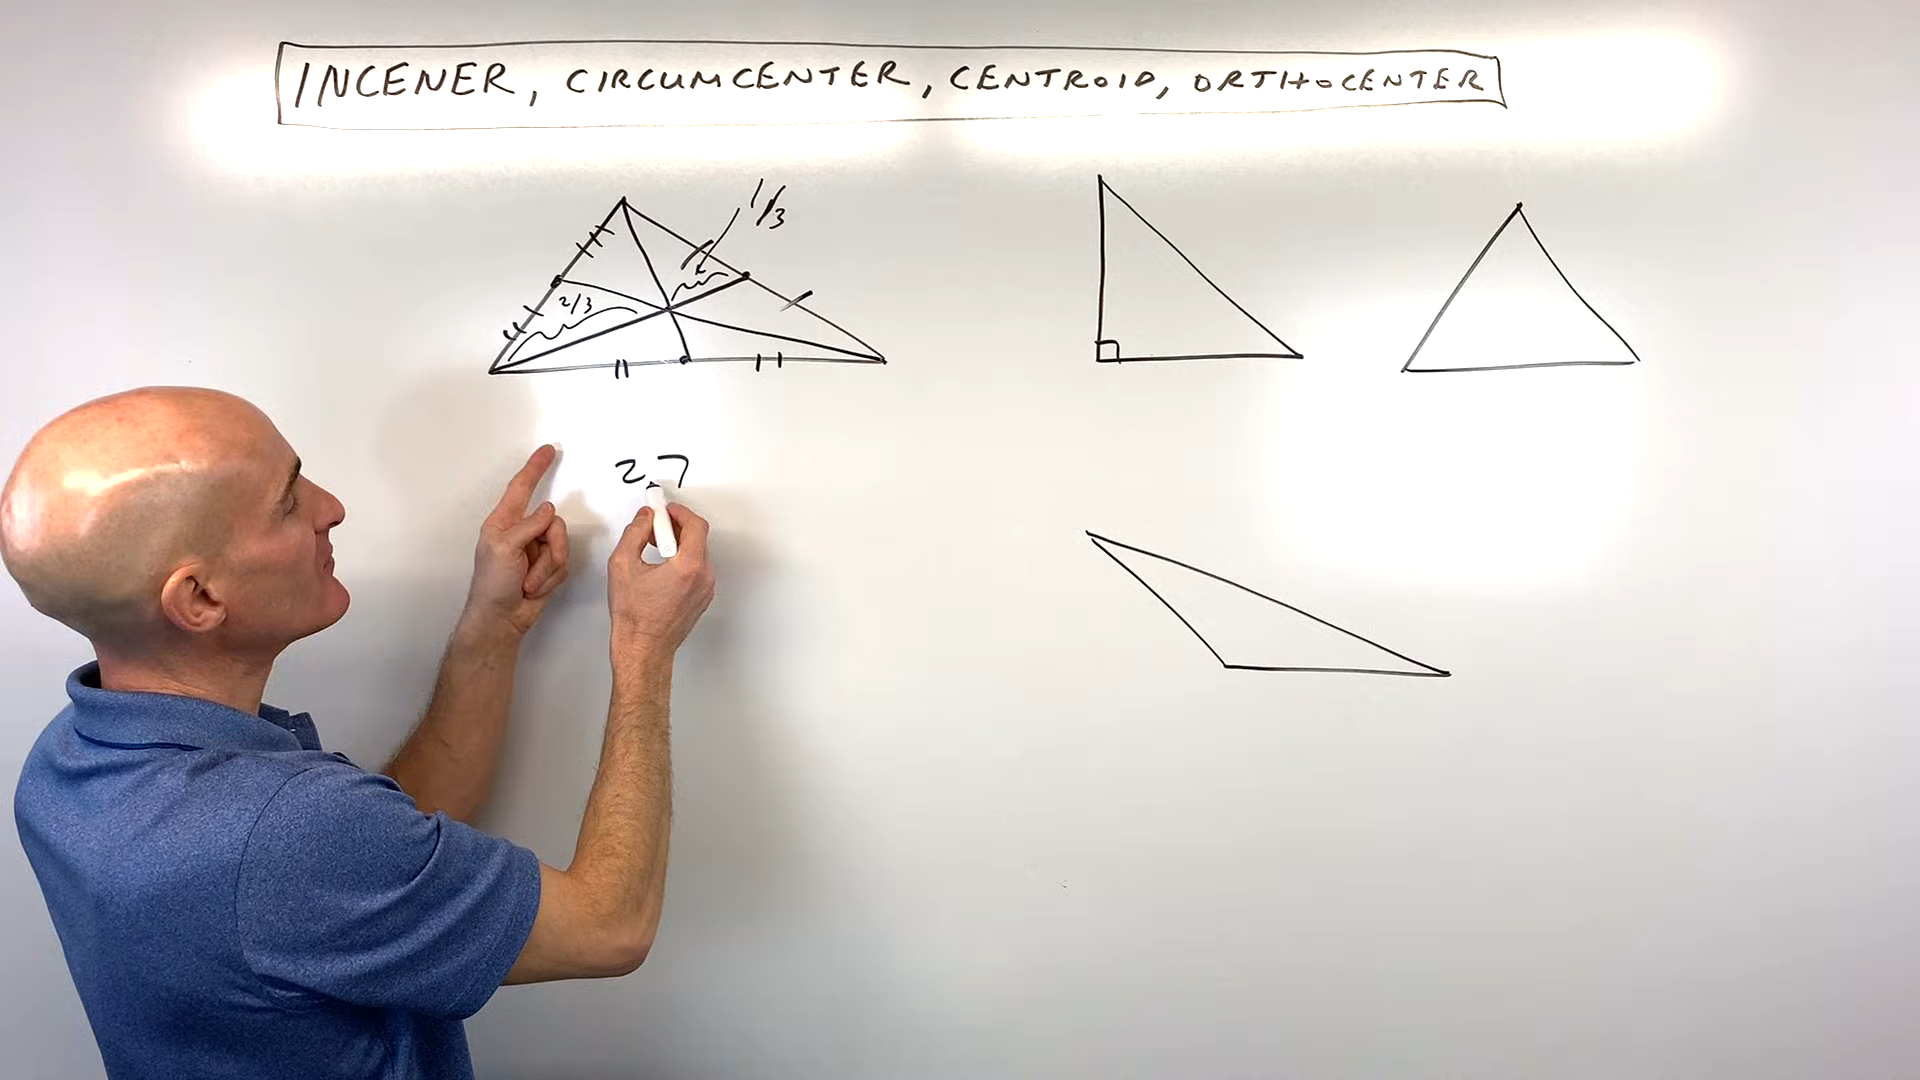 INCENER, CIRCUMCENTER, CENTROID, ORTHOCENTER
1/3
2/3
2,7